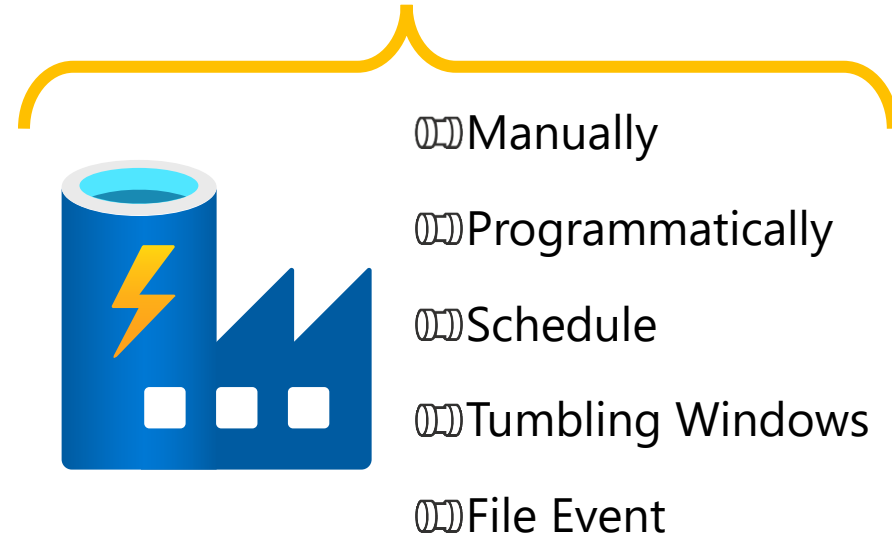 Manually
Programmatically
Schedule
Tumbling Windows
File Event